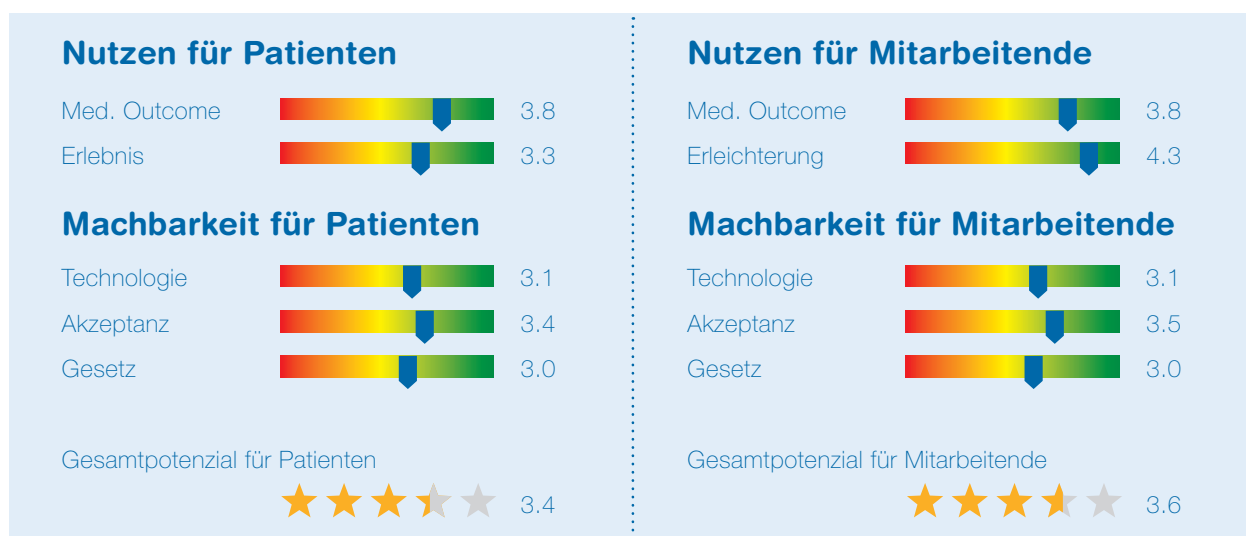 Nutzen für Patienten
Med. Outcome 3.8
Erlebnis 3.3
Machbarkeit für Patienten
Technologie 3.1
Akzeptanz 3.4
Gesetz 3.0
Gesamtpotenzial für Patienten
3.4
Nutzen für Mitarbeitende
Med. Outcome 3.8
Erleichterung 4.3
Machbarkeit für Mitarbeitende
Technologie 3.1
Akzeptanz 3.5
Gesetz 3.0
Gesamtpotenzial für Mitarbeitende
3.6